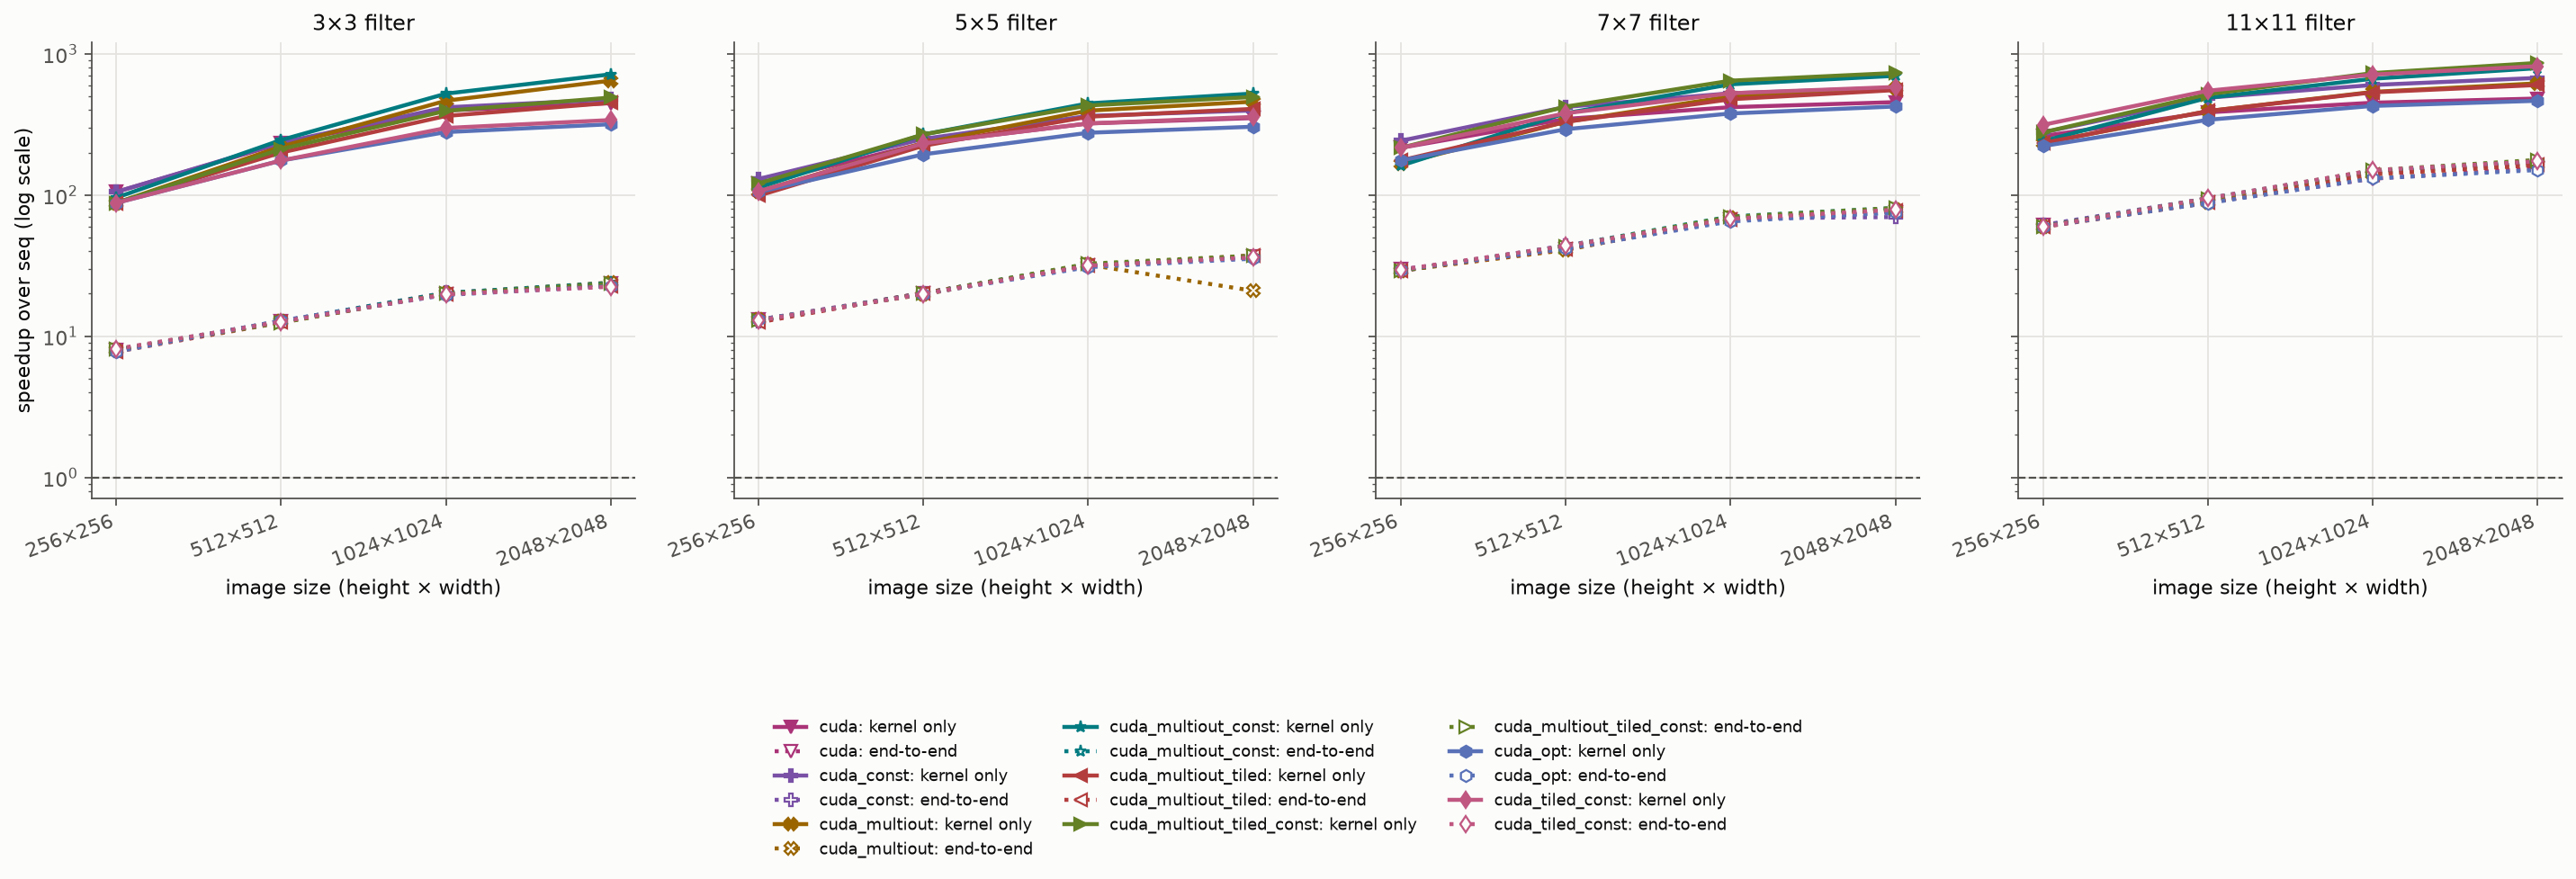 3×3 filter
5×5 filter
7×7 filter
11×11 filter
speedup over seq (log scale)
10³
10²
10¹
10⁰
256×256
512×512
1024×1024
2048×2048
image size (height × width)
256×256
512×512
1024×1024
2048×2048
image size (height × width)
256×256
512×512
1024×1024
2048×2048
image size (height × width)
256×256
512×512
1024×1024
2048×2048
image size (height × width)
cuda: kernel only
cuda: end-to-end
cuda_const: kernel only
cuda_const: end-to-end
cuda_multiout: kernel only
cuda_multiout: end-to-end
cuda_multiout_const: kernel only
cuda_multiout_const: end-to-end
cuda_multiout_tiled: kernel only
cuda_multiout_tiled: end-to-end
cuda_multiout_tiled_const: kernel only
cuda_multiout_tiled_const: end-to-end
cuda_opt: kernel only
cuda_opt: end-to-end
cuda_tiled_const: kernel only
cuda_tiled_const: end-to-end